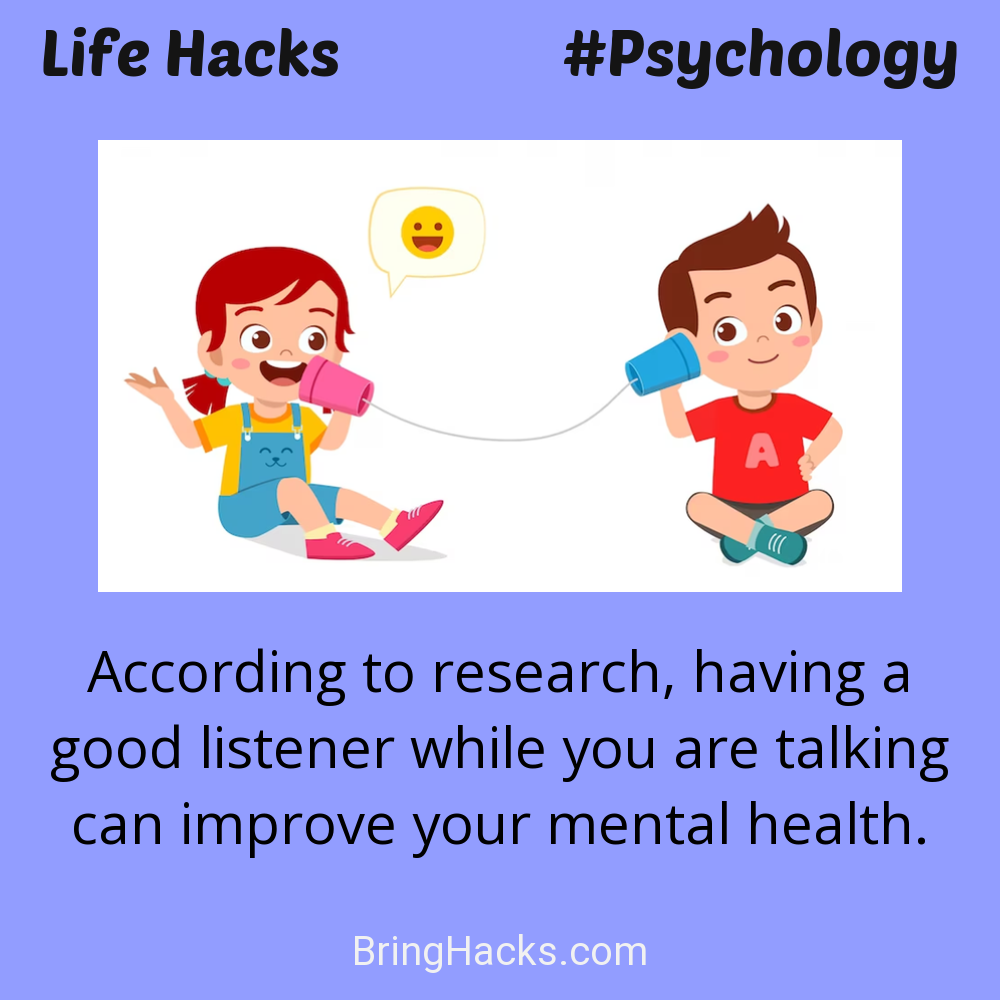 Life Hacks #Psychology
A
According to research, having a
good listener while you are talking
can improve your mental health.
BringHacks.com